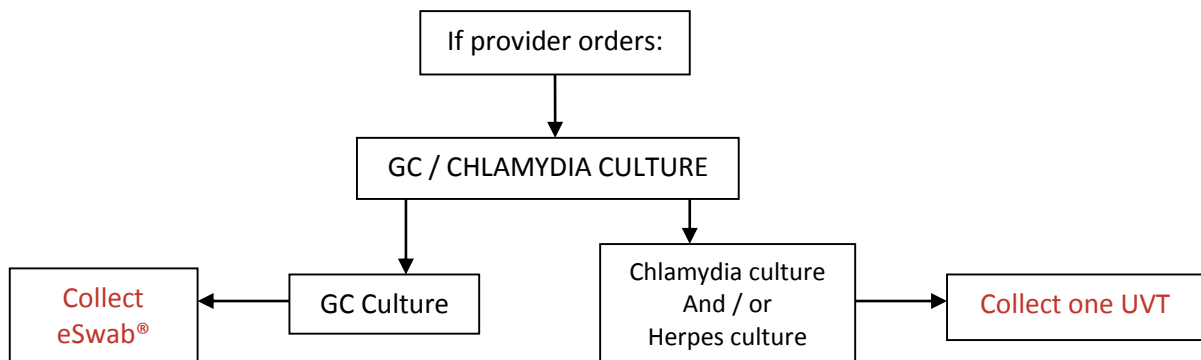 If provider orders:
GC / CHLAMYDIA CULTURE
Collect
eSwab®
GC Culture
Chlamydia culture
And / or
Herpes culture
Collect one UVT